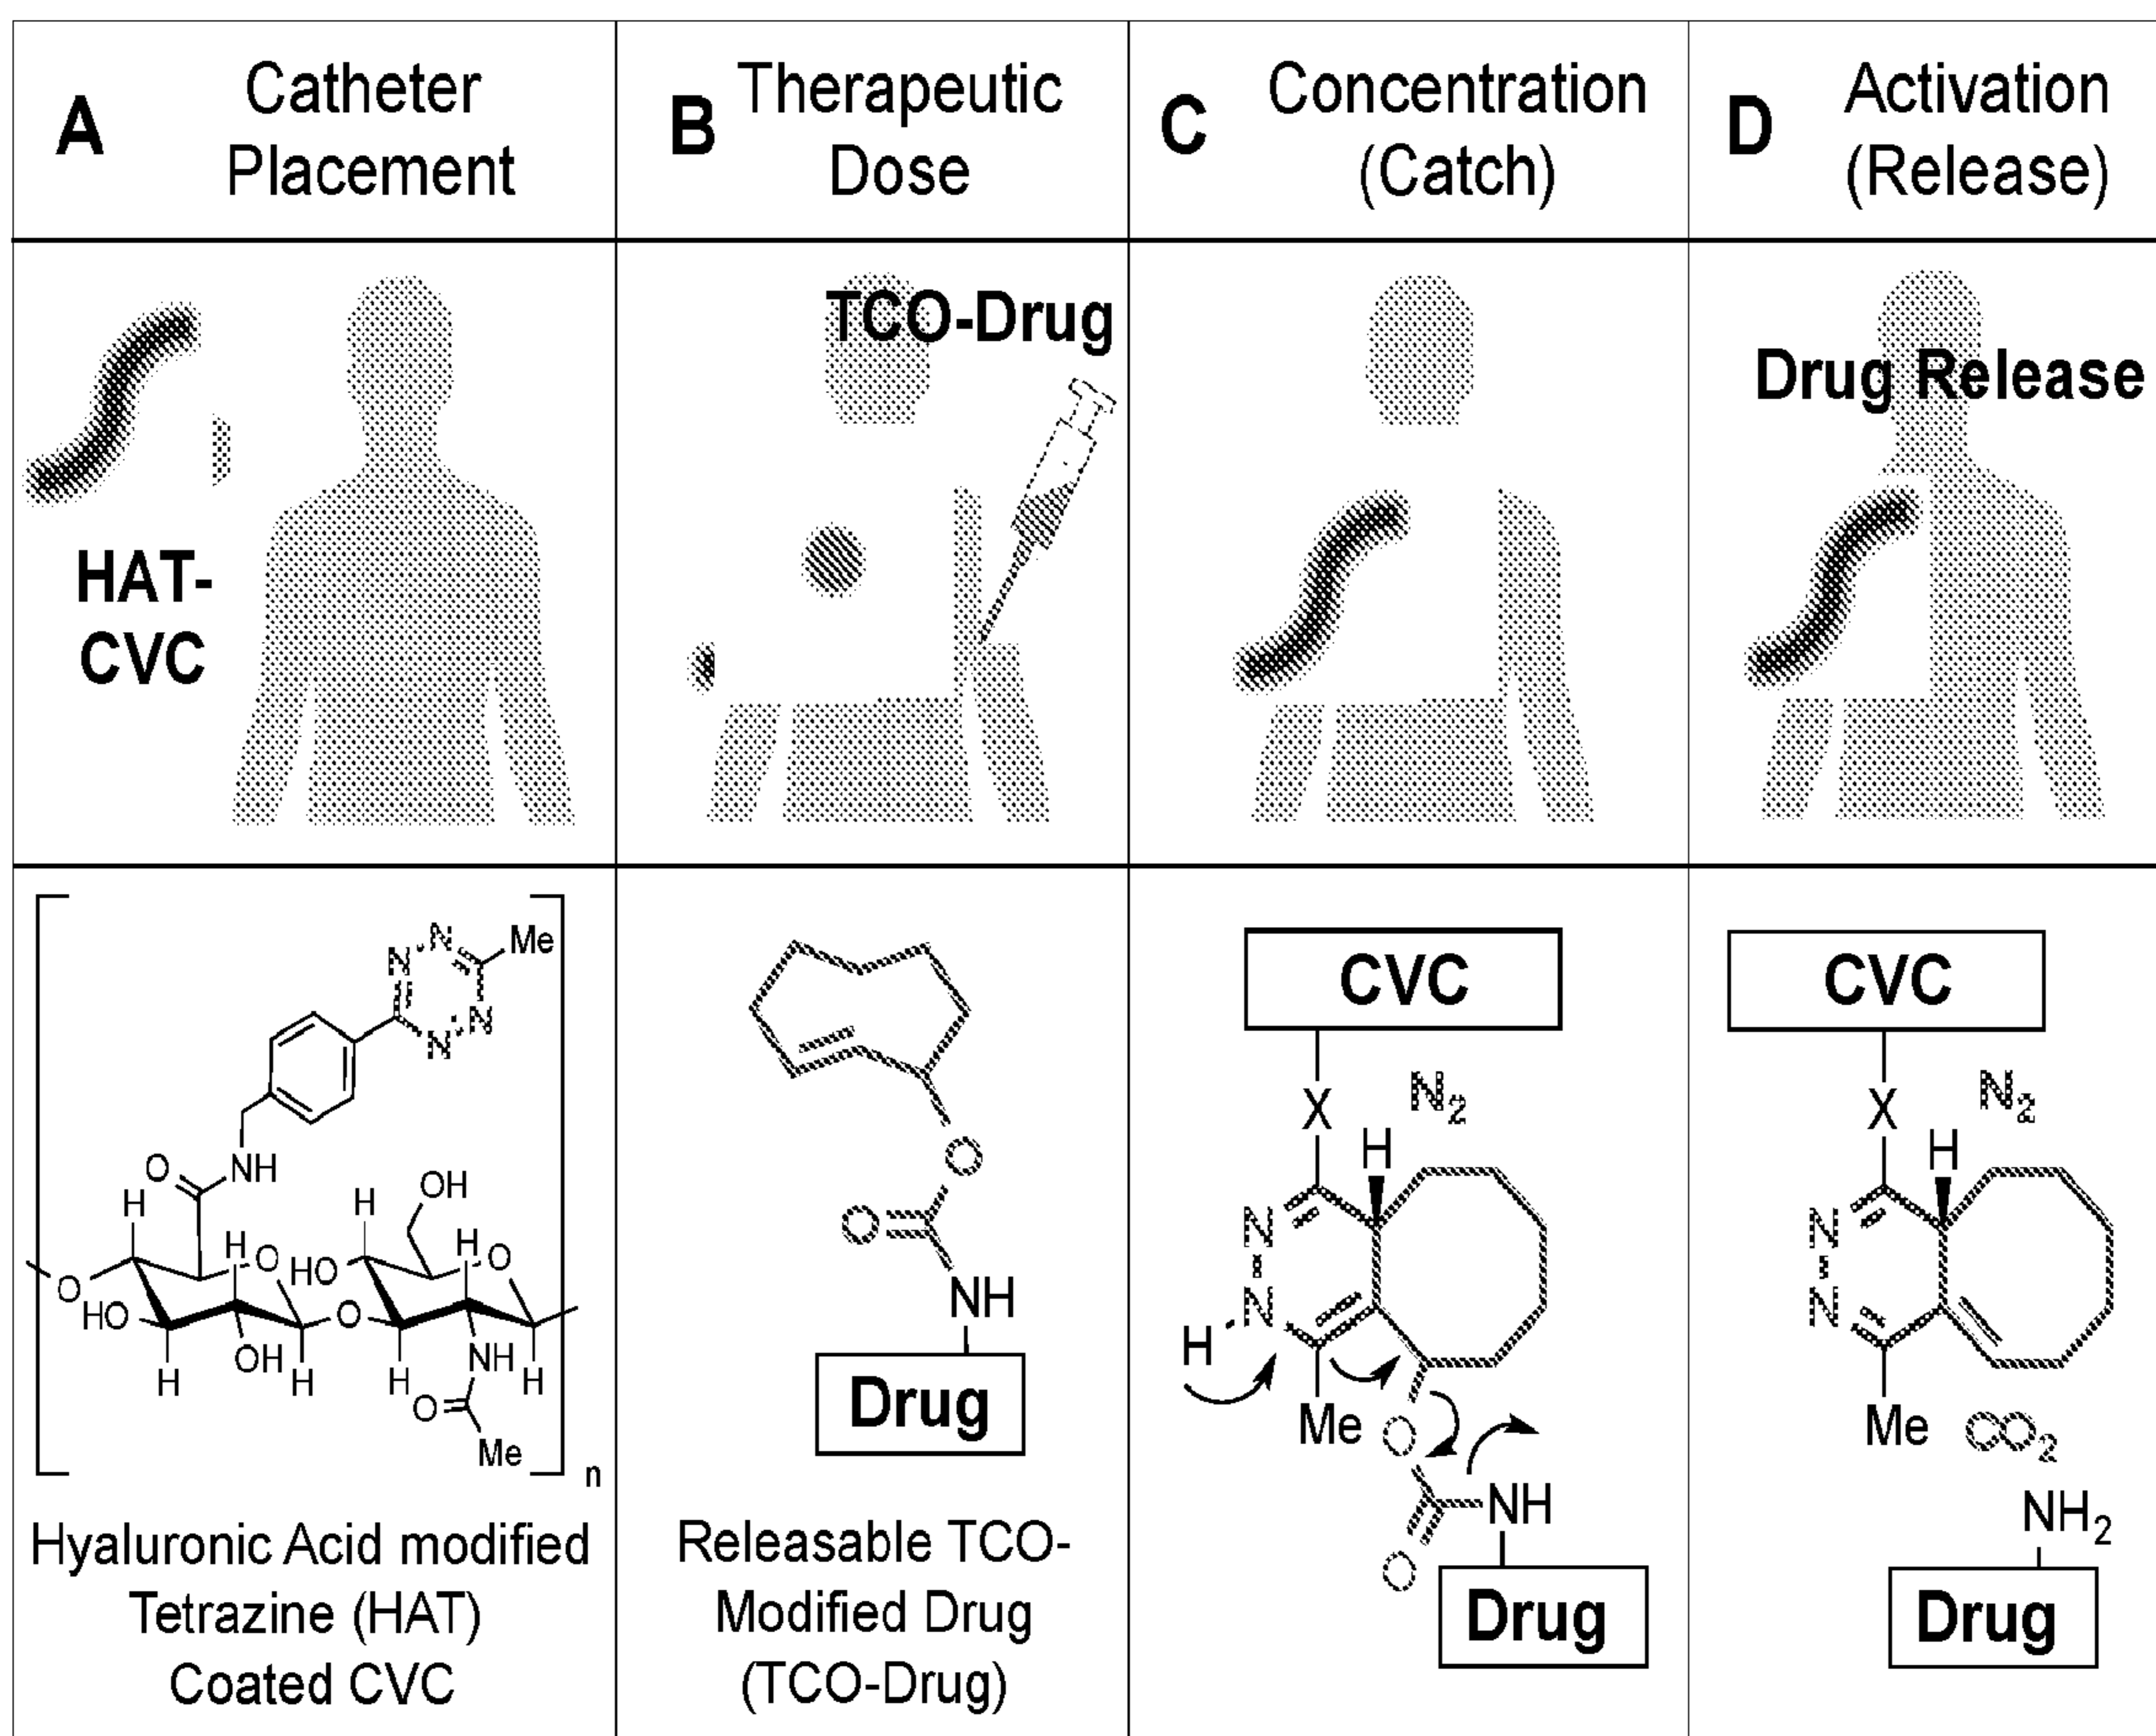 A Catheter
Placement
B Therapeutic
Dose
C Concentration
(Catch)
D Activation
(Release)
HAT-
CVC
TCO-Drug
Drug Release
N N Me
N N
O NH
H H OH
H O H O
O HO HO O
OH H H NH H
H O
Me
n
Hyaluronic Acid modified
Tetrazine (HAT)
Coated CVC
O
O
NH
Drug
Releasable TCO-
Modified Drug
(TCO-Drug)
CVC
X N2
H
N
N
H
Me O
NH
O
Drug
CVC
X N2
H
N
N
Me CO2
NH2
Drug